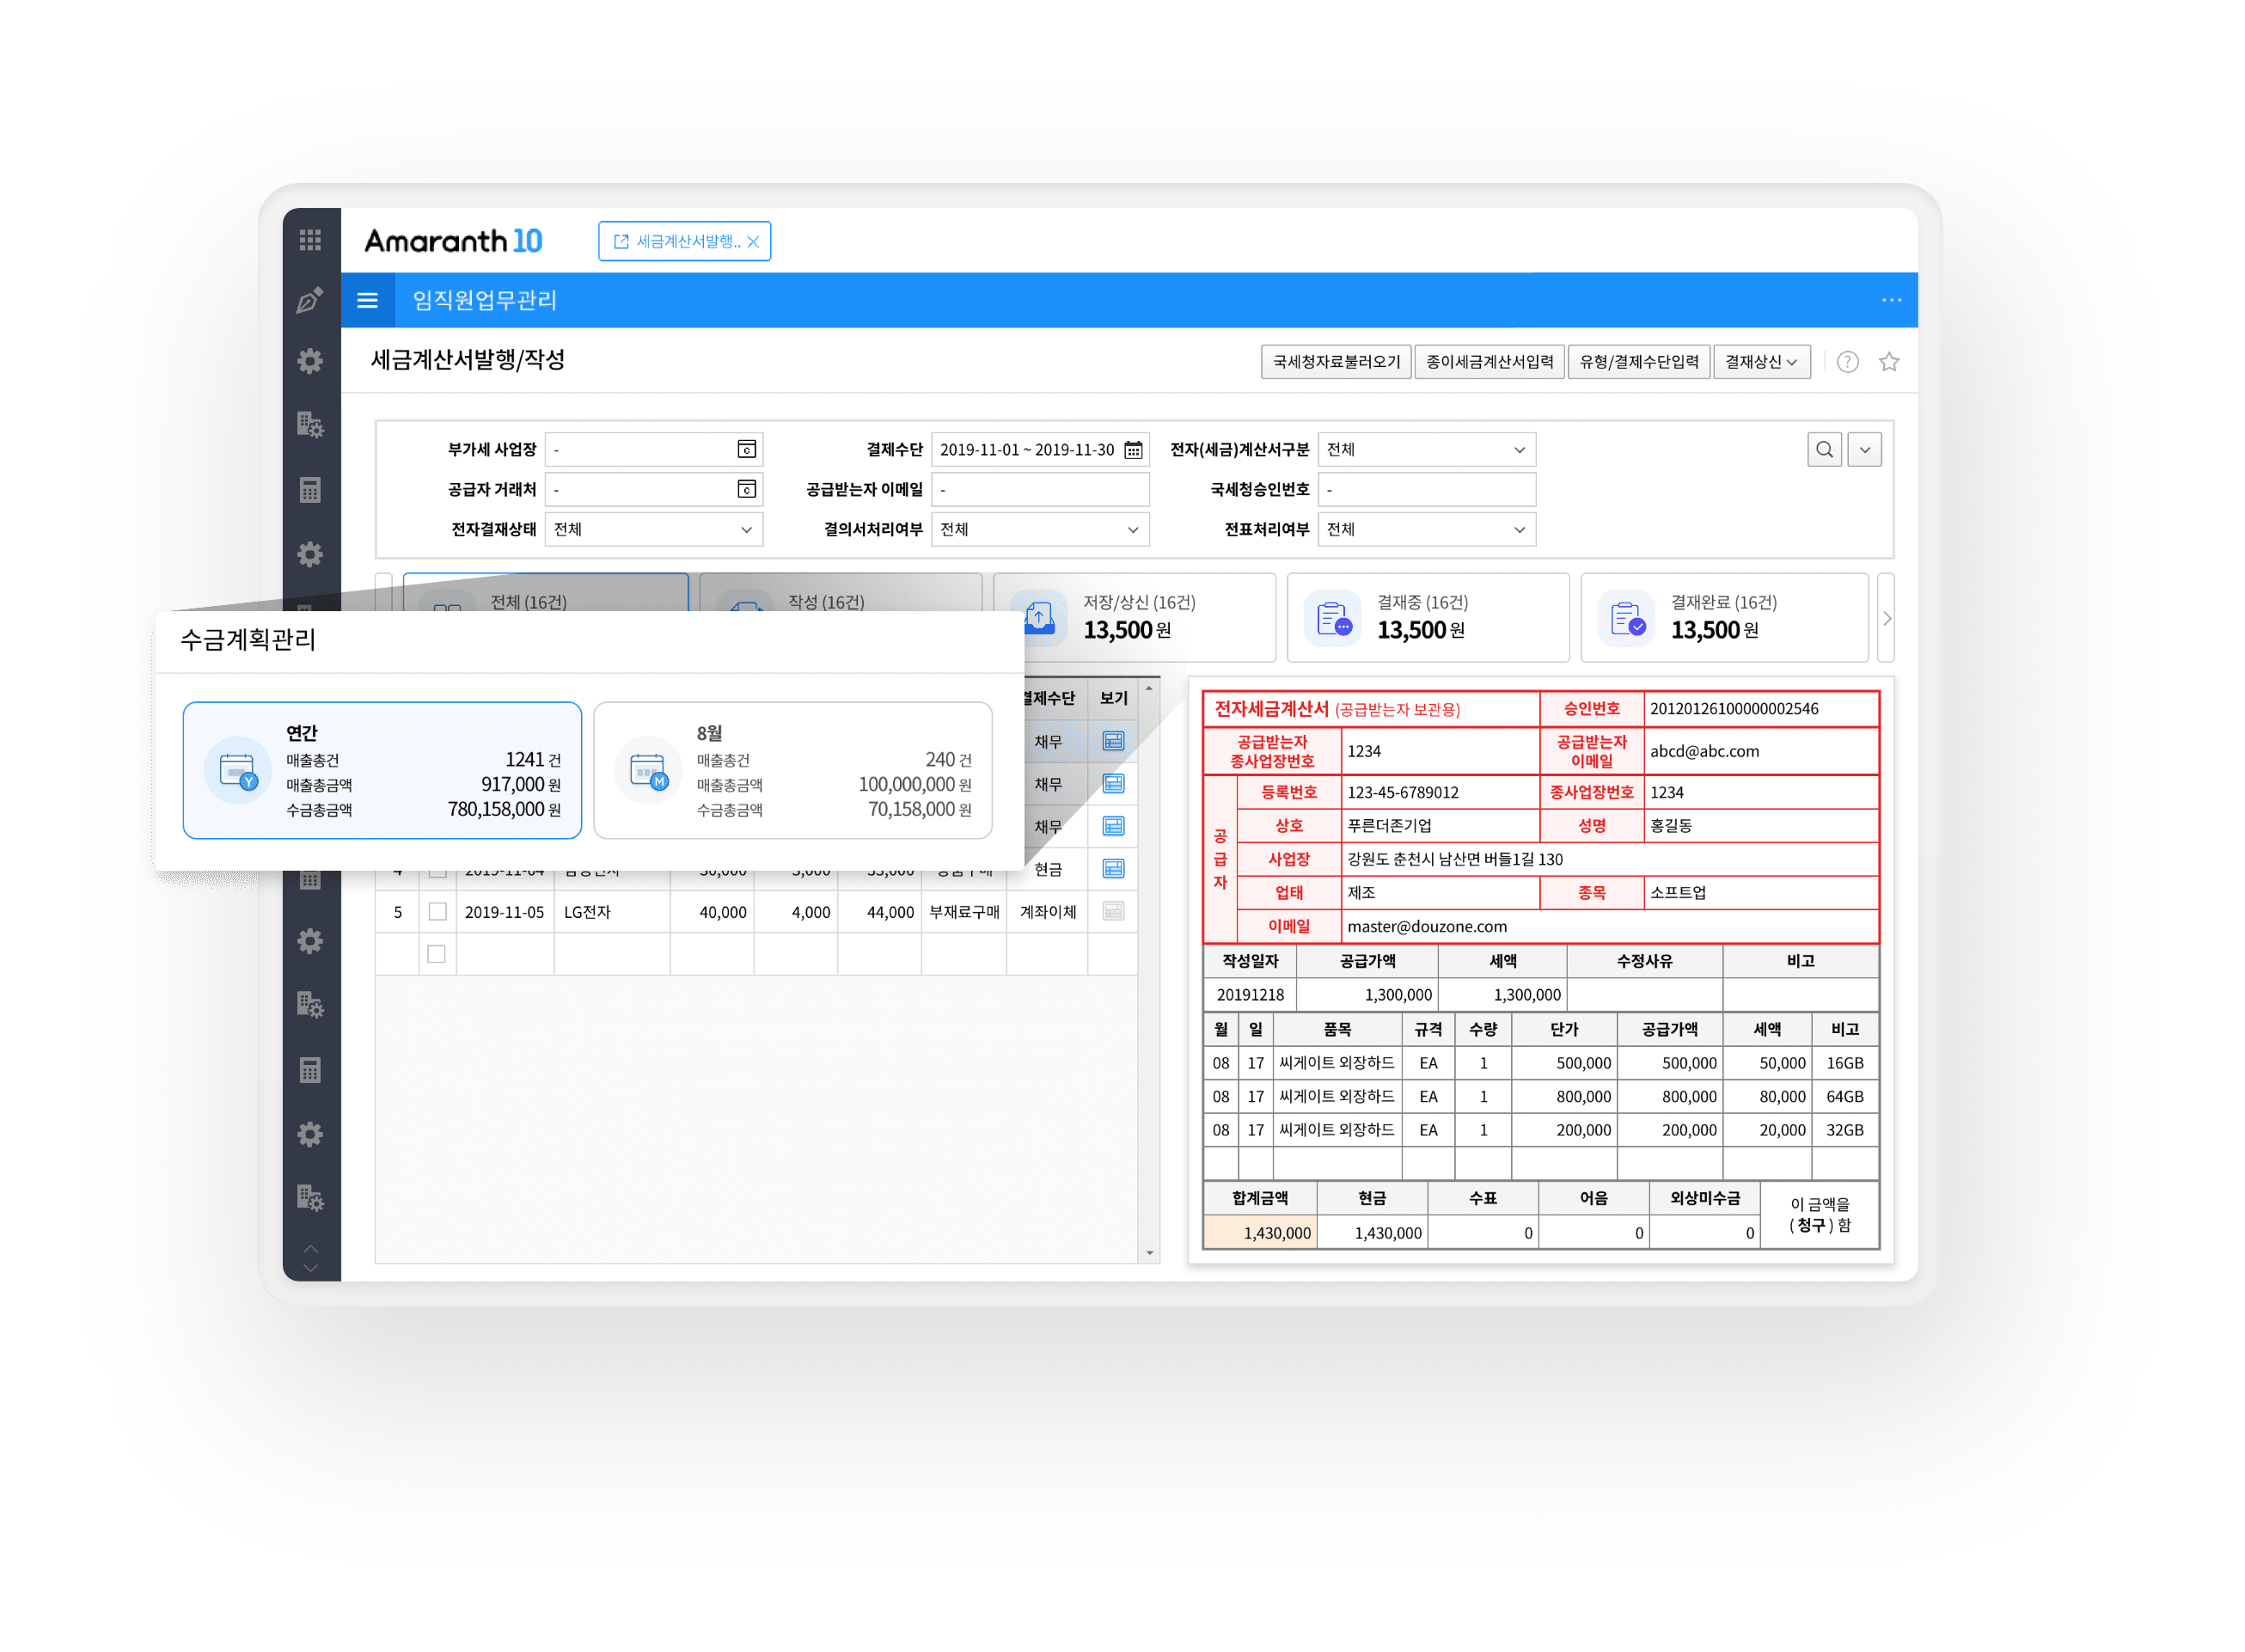 Amaranth 10
세금계산서발행..
임직원업무관리
세금계산서발행/작성
국세청자료불러오기 종이세금계산서입력 유형/결제수단입력 결재상신
부가세 사업장 - 결제수단 2019-11-01 ~ 2019-11-30 전자(세금)계산서구분 전체
공급자 거래처 - 공급받는자 이메일 - 국세청승인번호 -
전자결재상태 전체 결의서처리여부 전체 전표처리여부 전체
전체 (16건) 작성 (16건) 저장/상신 (16건) 결재중 (16건) 결재완료 (16건)
13,500 원 13,500 원 13,500 원
수금계획관리
연간
매출총건 1241 건
매출총금액 917,000 원
수금총금액 780,158,000 원
8월
매출총건 240 건
매출총금액 100,000,000 원
수금총금액 70,158,000 원
결제수단 보기
채무
채무
채무
현금
5 2019-11-05 LG전자 40,000 4,000 44,000 부재료구매 계좌이체
전자세금계산서 (공급받는자 보관용) 승인번호 20120126100000002546
공급받는자
종사업장번호 1234
공급받는자
이메일 abcd@abc.com
공급자
등록번호 123-45-6789012 종사업장번호 1234
상호 푸른더존기업 성명 홍길동
사업장 강원도 춘천시 남산면 버들1길 130
업태 제조 종목 소프트업
이메일 master@douzone.com
작성일자 공급가액 세액 수정사유 비고
20191218 1,300,000 1,300,000
월 일 품목 규격 수량 단가 공급가액 세액 비고
08 17 씨게이트 외장하드 EA 1 500,000 500,000 50,000 16GB
08 17 씨게이트 외장하드 EA 1 800,000 800,000 80,000 64GB
08 17 씨게이트 외장하드 EA 1 200,000 200,000 20,000 32GB
합계금액 현금 수표 어음 외상미수금
1,430,000 1,430,000 0 0 0
이 금액을
( 청구 ) 함